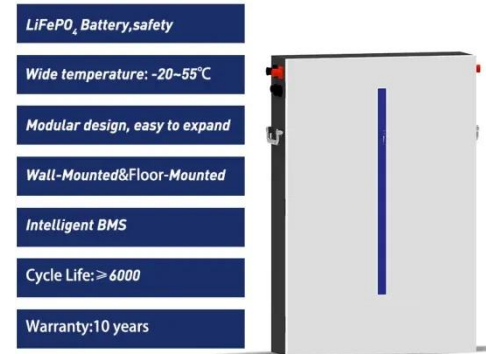 LiFePO₄ Battery,safety
Wide temperature: -20~55℃
Modular design, easy to expand
Wall-Mounted&Floor-Mounted
Intelligent BMS
Cycle Life:≥6000
Warranty:10 years